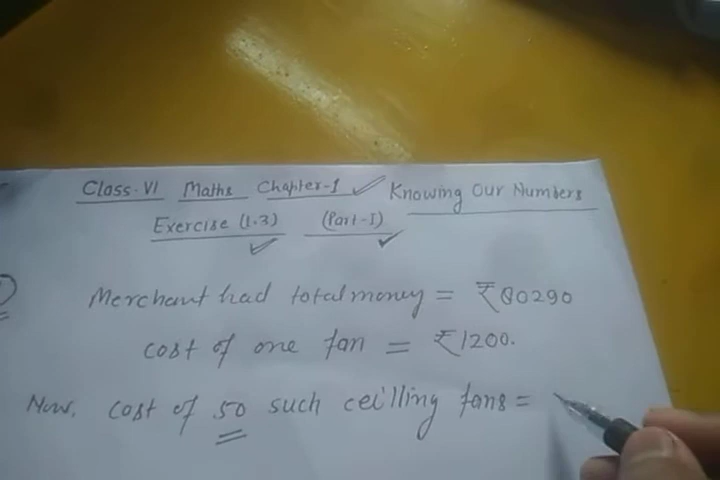 Class-VI Maths Chapter-1 Knowing Our Numbers
Exercise (1.3) (Part-I)
Merchant had total money = ₹80290
cost of one fan = ₹1200.
Now, cost of 50 such ceilling fans =